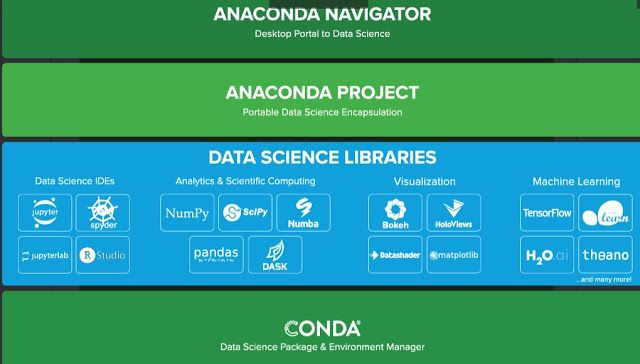 ANACONDA NAVIGATOR
Desktop Portal to Data Science
ANACONDA PROJECT
Portable Data Science Encapsulation
DATA SCIENCE LIBRARIES
Data Science IDEs
jupyter
spyder
jupyterlab
R Studio
Analytics & Scientific Computing
NumPy
SciPy
Numba
pandas
DASK
Visualization
Bokeh
HoloViews
Datashader
matplotlib
Machine Learning
TensorFlow
learn
H2O.ai
theano
...and many more!
CONDA®
Data Science Package & Environment Manager